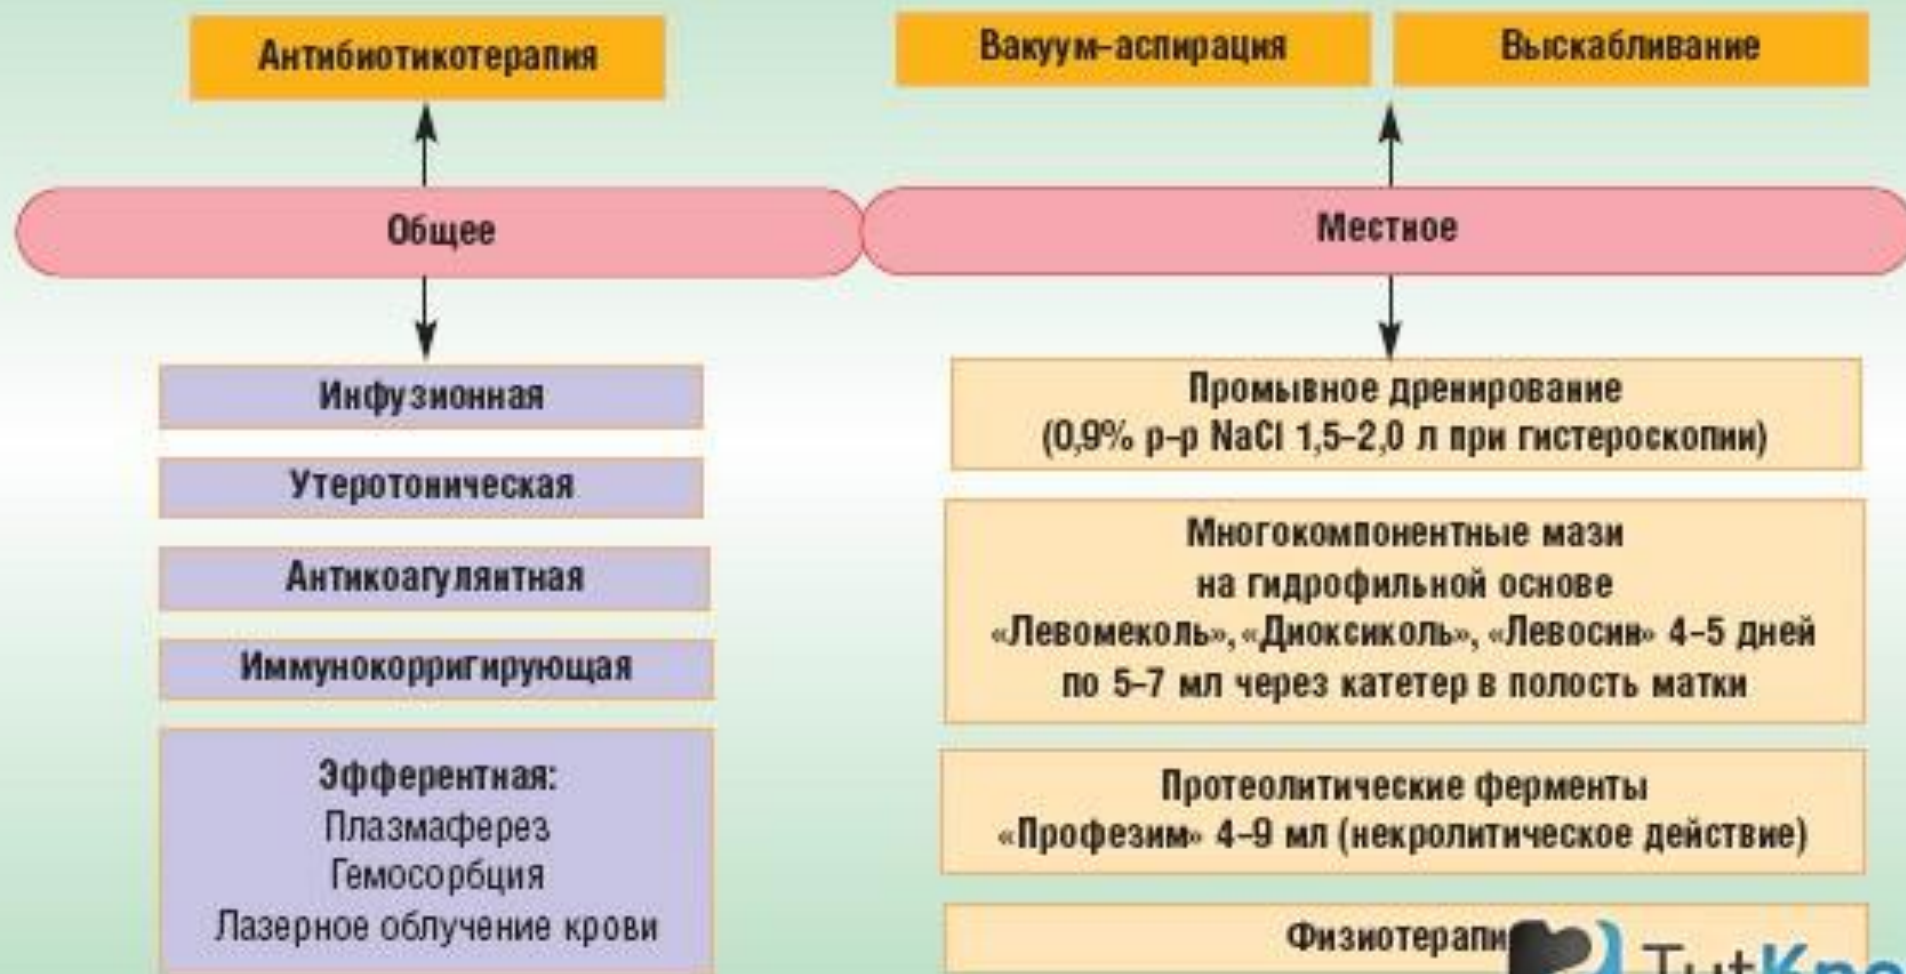 Антибиотикотерапия
Вакуум-аспирация
Выскабливание
Общее
Местное
Инфузионная
Утеротоническая
Антикоагулянтная
Иммунокорригирующая
Эфферентная:
Плазмаферез
Гемосорбция
Лазерное облучение крови
Промывное дренирование
(0,9% р-р NaCl 1,5–2,0 л при гистероскопии)
Многокомпонентные мази
на гидрофильной основе
«Левомеколь», «Диоксиколь», «Левосин» 4–5 дней
по 5–7 мл через катетер в полость матки
Протеолитические ферменты
«Профезим» 4–9 мл (некролитическое действие)